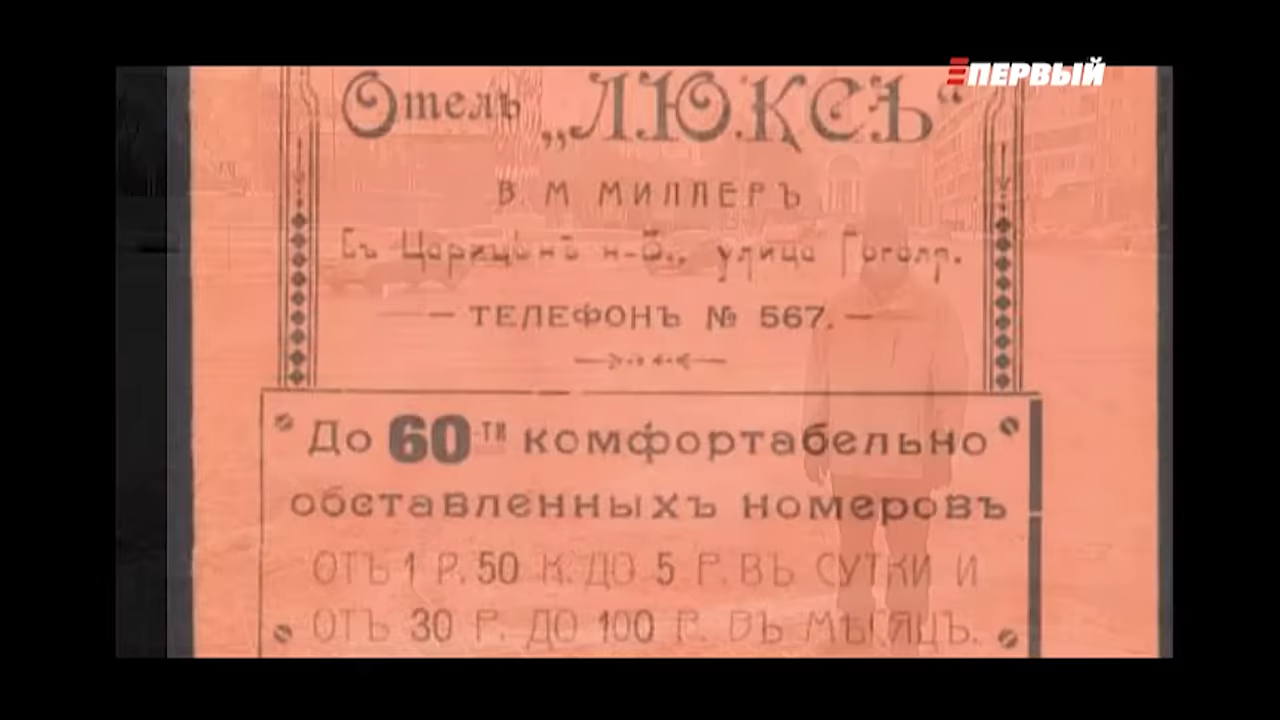 ПЕРВЫЙ
Отель „ЛЮКСЪ“
В. М МИЛЛЕРЪ
Въ Царицынѣ н-В., улица Гоголя.
ТЕЛЕФОНЪ № 567.
До 60-ТИ комфортабельно
обставленныхъ номеровъ
ОТЪ 1 Р. 50 К. ДО 5 Р. ВЪ СУТКИ И
ОТЪ 30 Р. ДО 100 Р. ВЪ МѢСЯЦЪ.